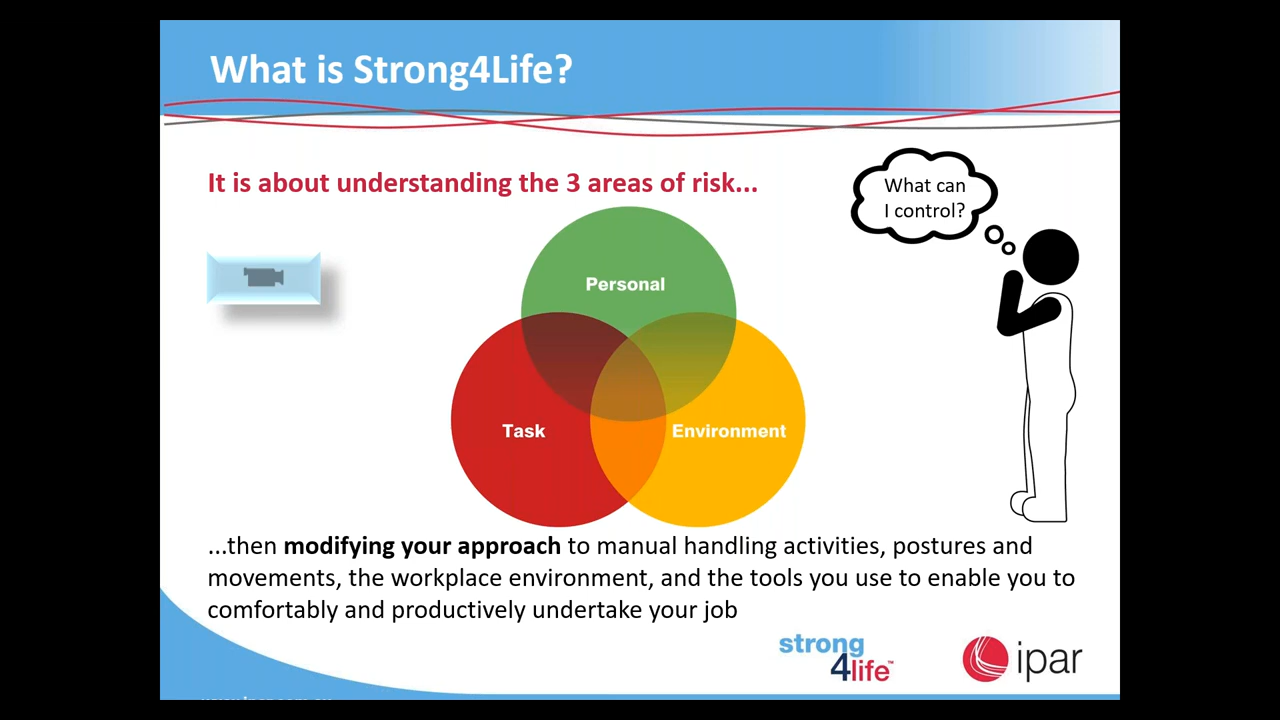 What is Strong4Life?
It is about understanding the 3 areas of risk...
What can
I control?
Personal
Task
Environment
...then modifying your approach to manual handling activities, postures and
movements, the workplace environment, and the tools you use to enable you to
comfortably and productively undertake your job
strong
4life™
ipar